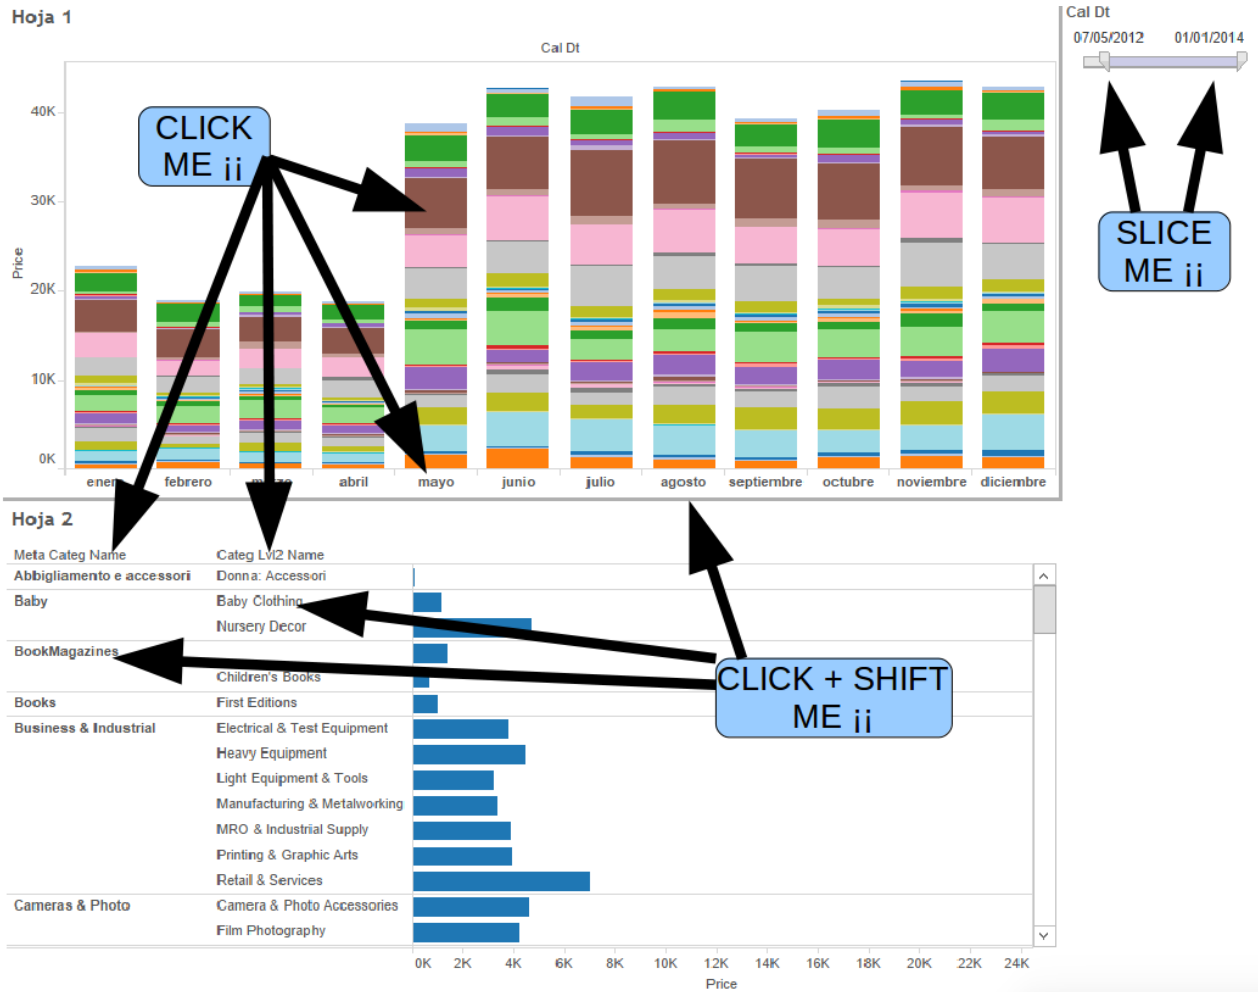 Hoja 1
Cal Dt
Cal Dt
07/05/2012 01/01/2014
CLICK
ME ¡¡
SLICE
ME ¡¡
Price
40K
30K
20K
10K
0K
enero febrero marzo abril mayo junio julio agosto septiembre octubre noviembre diciembre
Hoja 2
Meta Categ Name Categ Lvl2 Name
Abbigliamento e accessori Donna: Accessori
Baby Baby Clothing
Nursery Decor
BookMagazines
Children's Books
Books First Editions
Business & Industrial Electrical & Test Equipment
Heavy Equipment
Light Equipment & Tools
Manufacturing & Metalworking
MRO & Industrial Supply
Printing & Graphic Arts
Retail & Services
Cameras & Photo Camera & Photo Accessories
Film Photography
CLICK + SHIFT
ME ¡¡
0K 2K 4K 6K 8K 10K 12K 14K 16K 18K 20K 22K 24K
Price